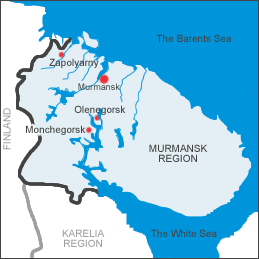 The Barents Sea
Zapolyarny
Murmansk
Olenegorsk
Monchegorsk
FINLAND
MURMANSK
REGION
KARELIA
REGION
The White Sea